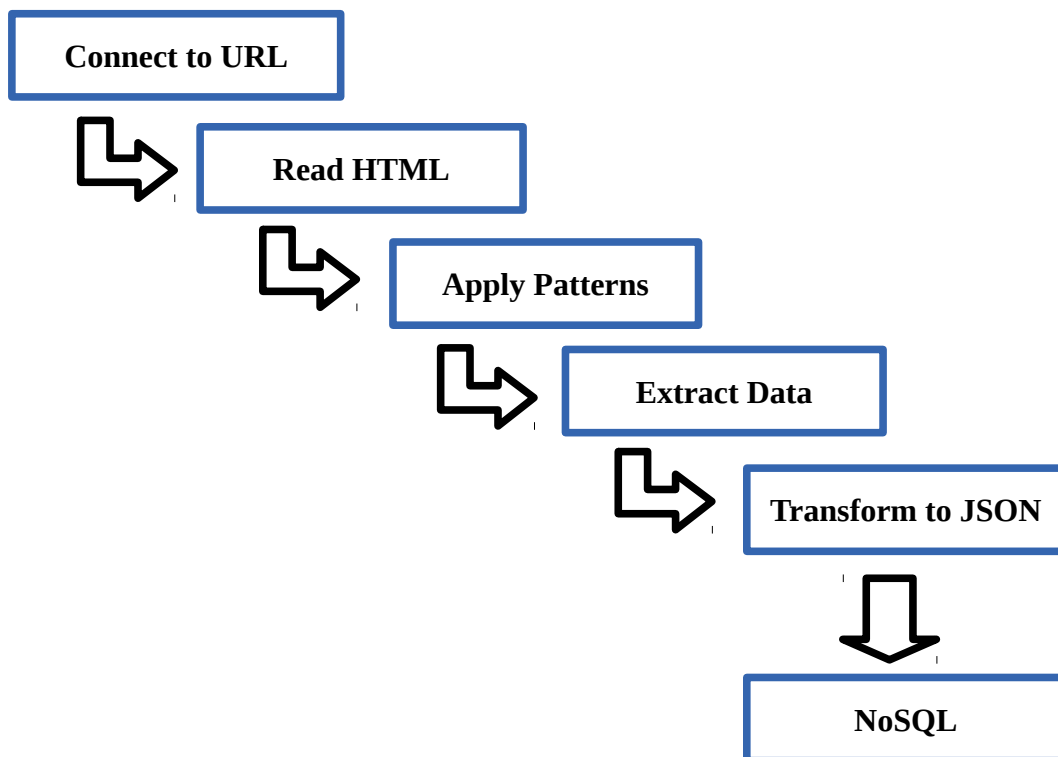 Connect to URL
Read HTML
Apply Patterns
Extract Data
Transform to JSON
NoSQL